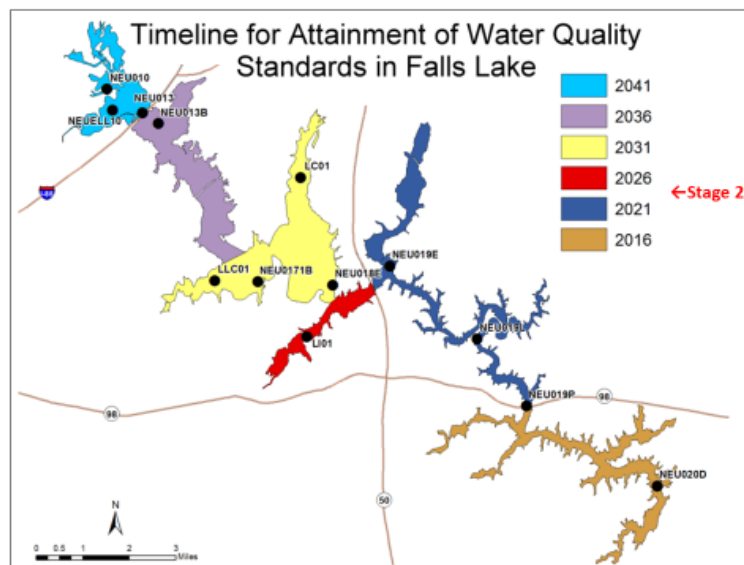 Timeline for Attainment of Water Quality
Standards in Falls Lake
2041
2036
2031
2026
2021
2016
←Stage 2
NEU010
NEUELL10
NEU013
NEU013B
LC01
LLC01
NEU0171B
NEU018E
NEU019E
LI01
NEU019L
NEU019P
NEU020D
98
98
50
N
0 0.5 1 2 3
Miles